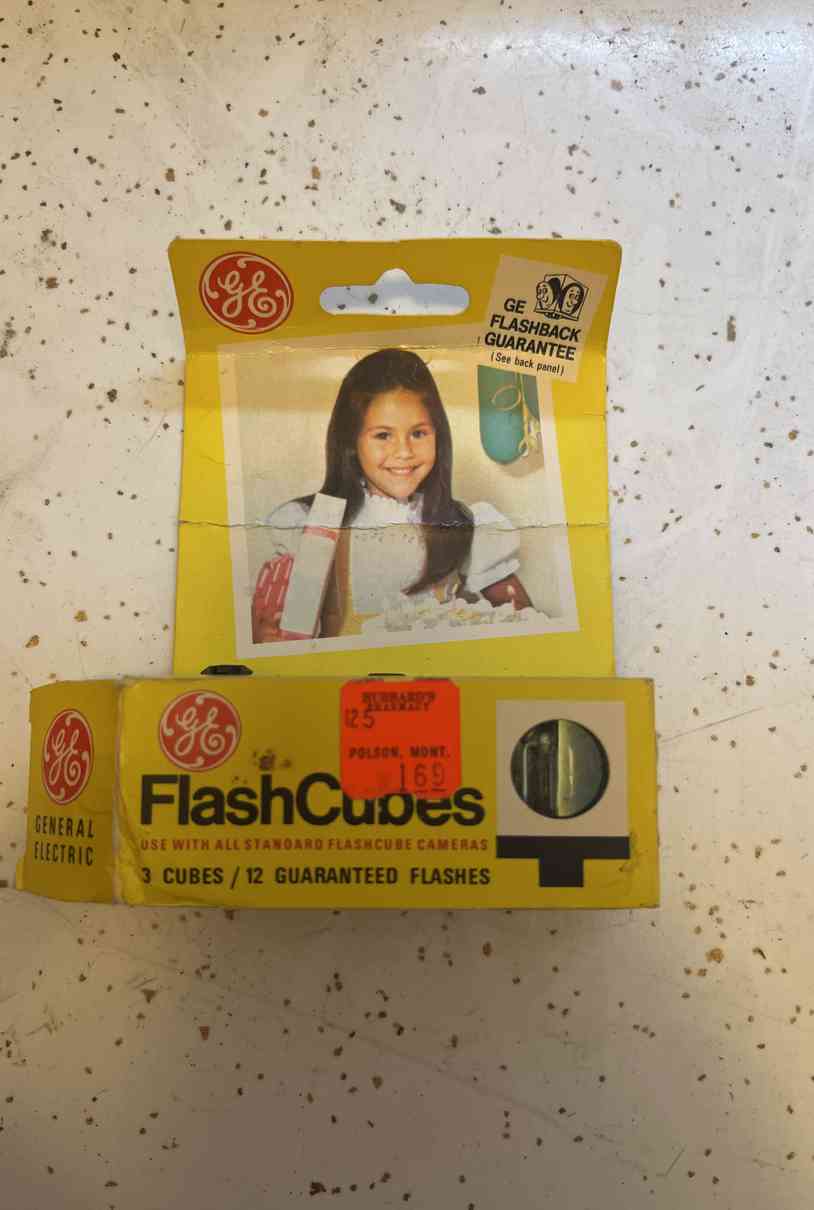 GE
GE
FLASHBACK
GUARANTEE
(See back panel)
GE
GENERAL
ELECTRIC
GE
HUBBARD'S
PHARMACY
125
POLSON, MONT.
169
FlashCubes
USE WITH ALL STANDARD FLASHCUBE CAMERAS
3 CUBES / 12 GUARANTEED FLASHES